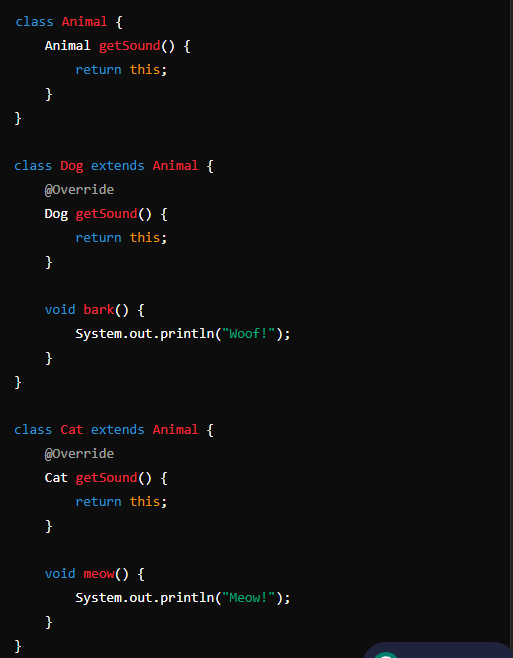 class Animal {
    Animal getSound() {
        return this;
    }
}
class Dog extends Animal {
    @Override
    Dog getSound() {
        return this;
    }
    void bark() {
        System.out.println("Woof!");
    }
}
class Cat extends Animal {
    @Override
    Cat getSound() {
        return this;
    }
    void meow() {
        System.out.println("Meow!");
    }
}